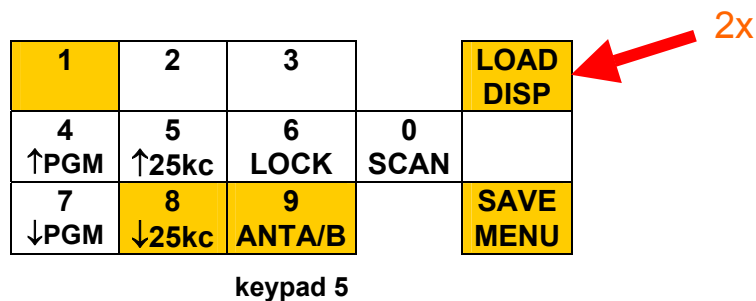 2x
1 2 3 LOAD
DISP
4 5 6 0
↑PGM ↑25kc LOCK SCAN
7 8 9 SAVE
↓PGM ↓25kc ANTA/B MENU
keypad 5